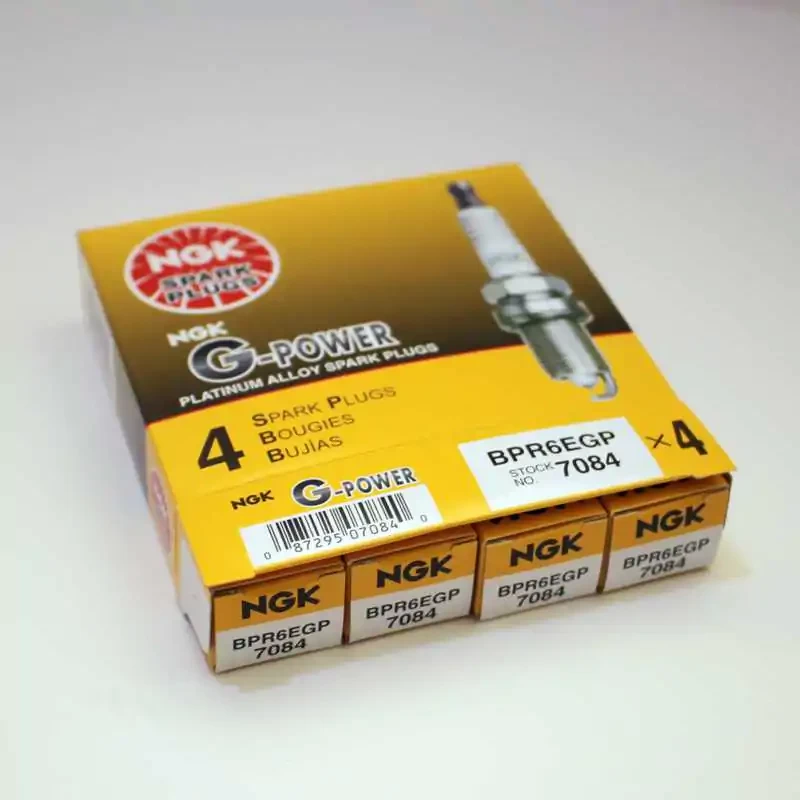 NGK
SPARK
PLUGS
NGK
G-POWER
PLATINUM ALLOY SPARK PLUGS
4 SPARK PLUGS
BOUGIES
BUJÍAS
BPR6EGP
STOCK NO. 7084
×4
NGK G-POWER
0 87295 07084 0
NGK
BPR6EGP
7084
NGK
BPR6EGP
7084
NGK
BPR6EGP
7084
NGK
BPR6EGP
7084